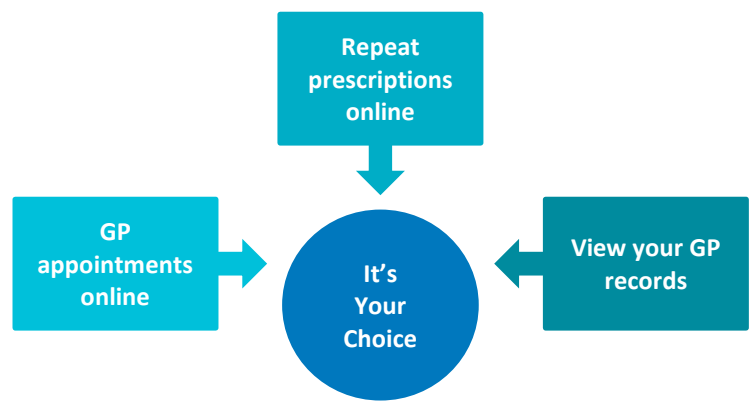 Repeat
prescriptions
online
GP
appointments
online
It’s
Your
Choice
View your GP
records